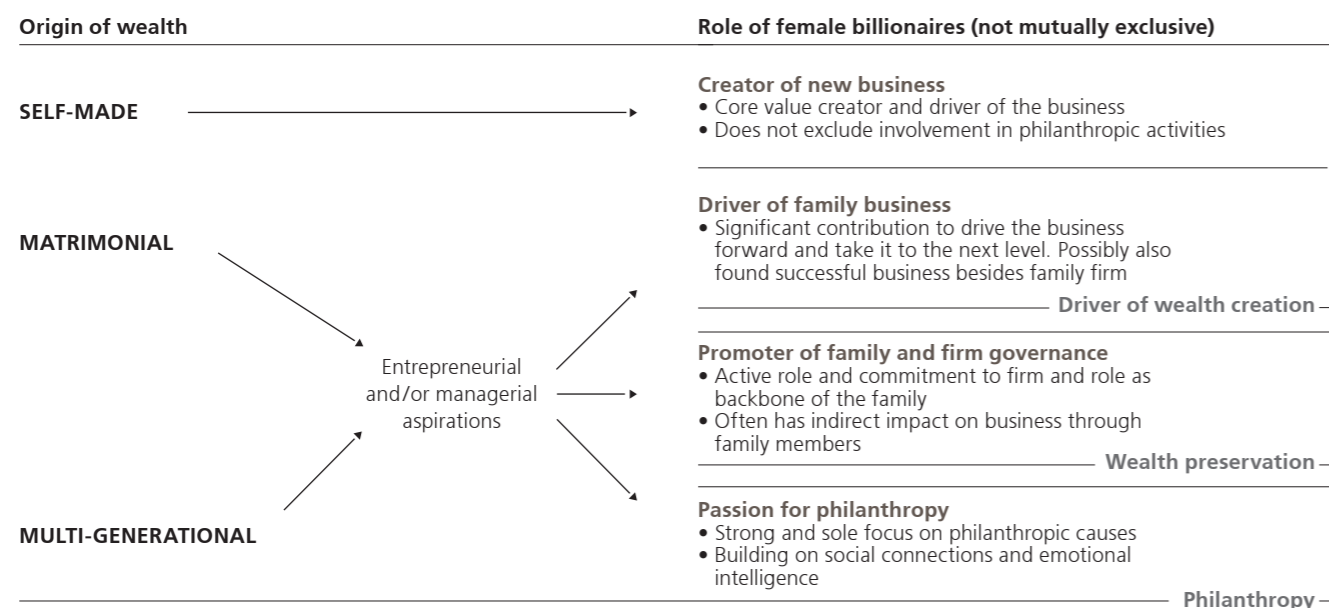 Origin of wealth
Role of female billionaires (not mutually exclusive)
SELF-MADE
Creator of new business
• Core value creator and driver of the business
• Does not exclude involvement in philanthropic activities
MATRIMONIAL
Driver of family business
• Significant contribution to drive the business
forward and take it to the next level. Possibly also
found successful business besides family firm
Driver of wealth creation
Entrepreneurial
and/or managerial
aspirations
Promoter of family and firm governance
• Active role and commitment to firm and role as
backbone of the family
• Often has indirect impact on business through
family members
Wealth preservation
MULTI-GENERATIONAL
Passion for philanthropy
• Strong and sole focus on philanthropic causes
• Building on social connections and emotional
intelligence
Philanthropy